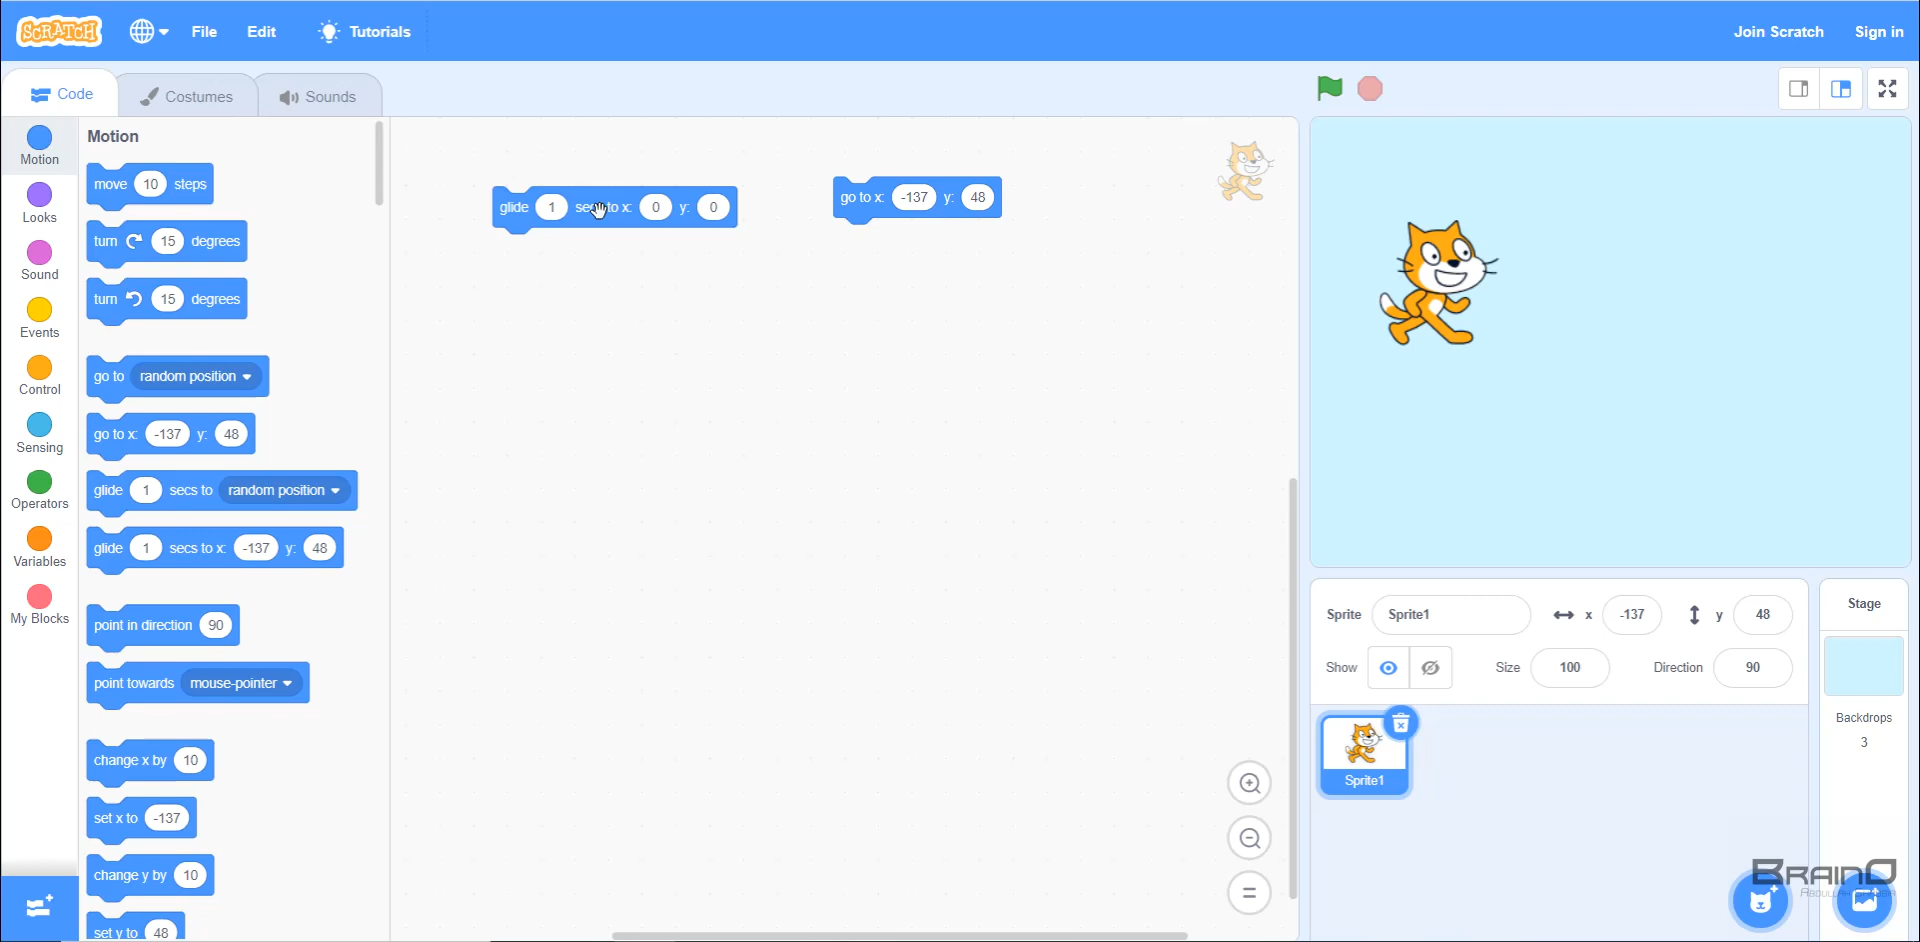 SCRATCH File Edit Tutorials Join Scratch Sign in
Code Costumes Sounds
Motion
Looks
Sound
Events
Control
Sensing
Operators
Variables
My Blocks
Motion
move 10 steps
turn 15 degrees
turn 15 degrees
go to random position
go to x: -137 y: 48
glide 1 secs to random position
glide 1 secs to x: -137 y: 48
point in direction 90
point towards mouse-pointer
change x by 10
set x to -137
change y by 10
set y to 48
glide 1 secs to x: 0 y: 0
go to x: -137 y: 48
Sprite Sprite1 x -137 y 48
Show Size 100 Direction 90
Sprite1
Stage
Backdrops
3
BRAINO